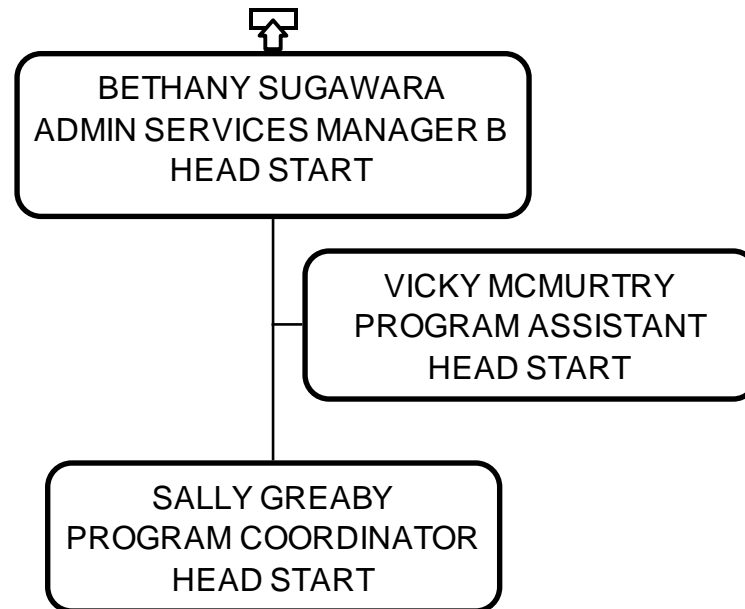 BETHANY SUGAWARA
ADMIN SERVICES MANAGER B
HEAD START
VICKY MCMURTRY
PROGRAM ASSISTANT
HEAD START
SALLY GREABY
PROGRAM COORDINATOR
HEAD START